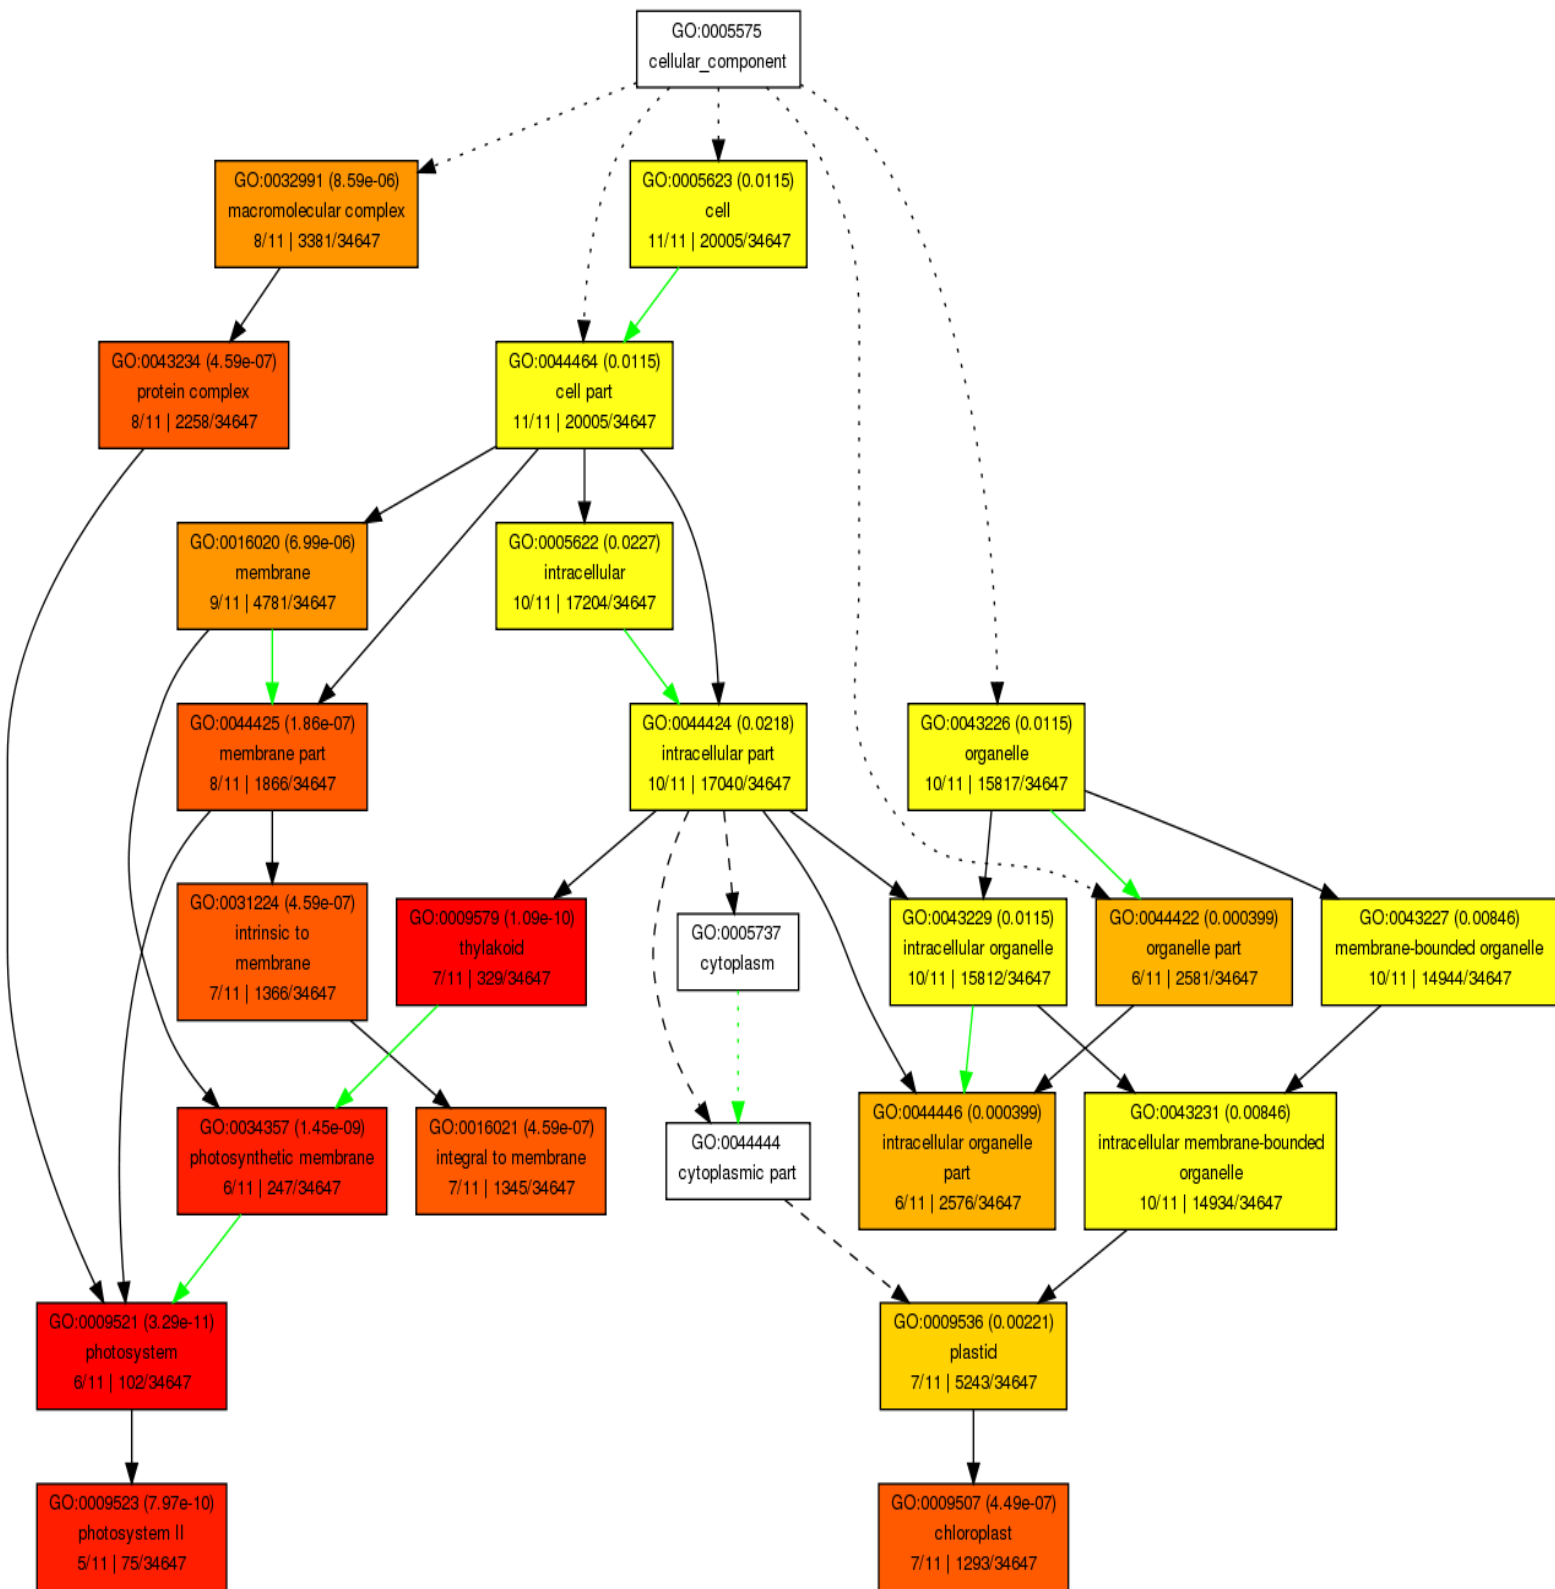 GO:0005575
cellular_component
GO:0032991 (8.59e-06)
macromolecular complex
8/11 | 3381/34647
GO:0005623 (0.0115)
cell
11/11 | 20005/34647
GO:0043234 (4.59e-07)
protein complex
8/11 | 2258/34647
GO:0044464 (0.0115)
cell part
11/11 | 20005/34647
GO:0016020 (6.99e-06)
membrane
9/11 | 4781/34647
GO:0005622 (0.0227)
intracellular
10/11 | 17204/34647
GO:0044425 (1.86e-07)
membrane part
8/11 | 1866/34647
GO:0044424 (0.0218)
intracellular part
10/11 | 17040/34647
GO:0043226 (0.0115)
organelle
10/11 | 15817/34647
GO:0031224 (4.59e-07)
intrinsic to
membrane
7/11 | 1366/34647
GO:0009579 (1.09e-10)
thylakoid
7/11 | 329/34647
GO:0005737
cytoplasm
GO:0043229 (0.0115)
intracellular organelle
10/11 | 15812/34647
GO:0044422 (0.000399)
organelle part
6/11 | 2581/34647
GO:0043227 (0.00846)
membrane-bounded organelle
10/11 | 14944/34647
GO:0034357 (1.45e-09)
photosynthetic membrane
6/11 | 247/34647
GO:0016021 (4.59e-07)
integral to membrane
7/11 | 1345/34647
GO:0044444
cytoplasmic part
GO:0044446 (0.000399)
intracellular organelle
part
6/11 | 2576/34647
GO:0043231 (0.00846)
intracellular membrane-bounded
organelle
10/11 | 14934/34647
GO:0009521 (3.29e-11)
photosystem
6/11 | 102/34647
GO:0009536 (0.00221)
plastid
7/11 | 5243/34647
GO:0009523 (7.97e-10)
photosystem II
5/11 | 75/34647
GO:0009507 (4.49e-07)
chloroplast
7/11 | 1293/34647